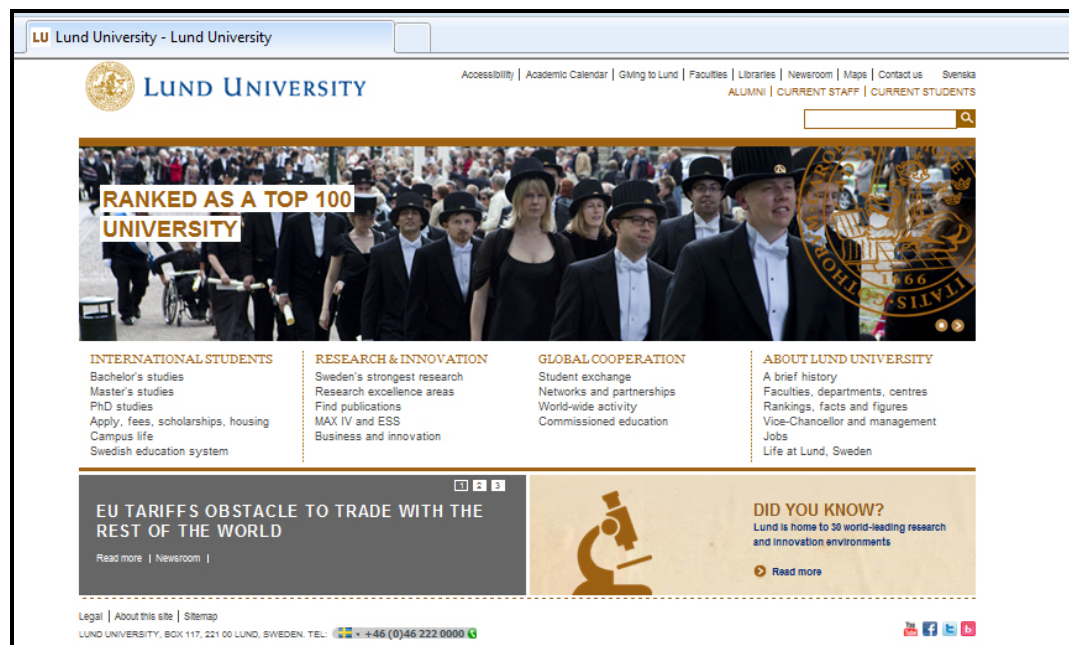 LU Lund University - Lund University
LUND UNIVERSITY
Accessibility | Academic Calendar | Giving to Lund | Faculties | Libraries | Newsroom | Maps | Contact us Svenska
ALUMNI | CURRENT STAFF | CURRENT STUDENTS
RANKED AS A TOP 100
UNIVERSITY
1666
INTERNATIONAL STUDENTS
Bachelor's studies
Master's studies
PhD studies
Apply, fees, scholarships, housing
Campus life
Swedish education system
RESEARCH & INNOVATION
Sweden's strongest research
Research excellence areas
Find publications
MAX IV and ESS
Business and innovation
GLOBAL COOPERATION
Student exchange
Networks and partnerships
World-wide activity
Commissioned education
ABOUT LUND UNIVERSITY
A brief history
Faculties, departments, centres
Rankings, facts and figures
Vice-Chancellor and management
Jobs
Life at Lund, Sweden
1 2 3
EU TARIFFS OBSTACLE TO TRADE WITH THE
REST OF THE WORLD
Read more | Newsroom |
DID YOU KNOW?
Lund is home to 30 world-leading research
and innovation environments
Read more
Legal | About this site | Sitemap
LUND UNIVERSITY, BOX 117, 221 00 LUND, SWEDEN. TEL: +46 (0)46 222 0000